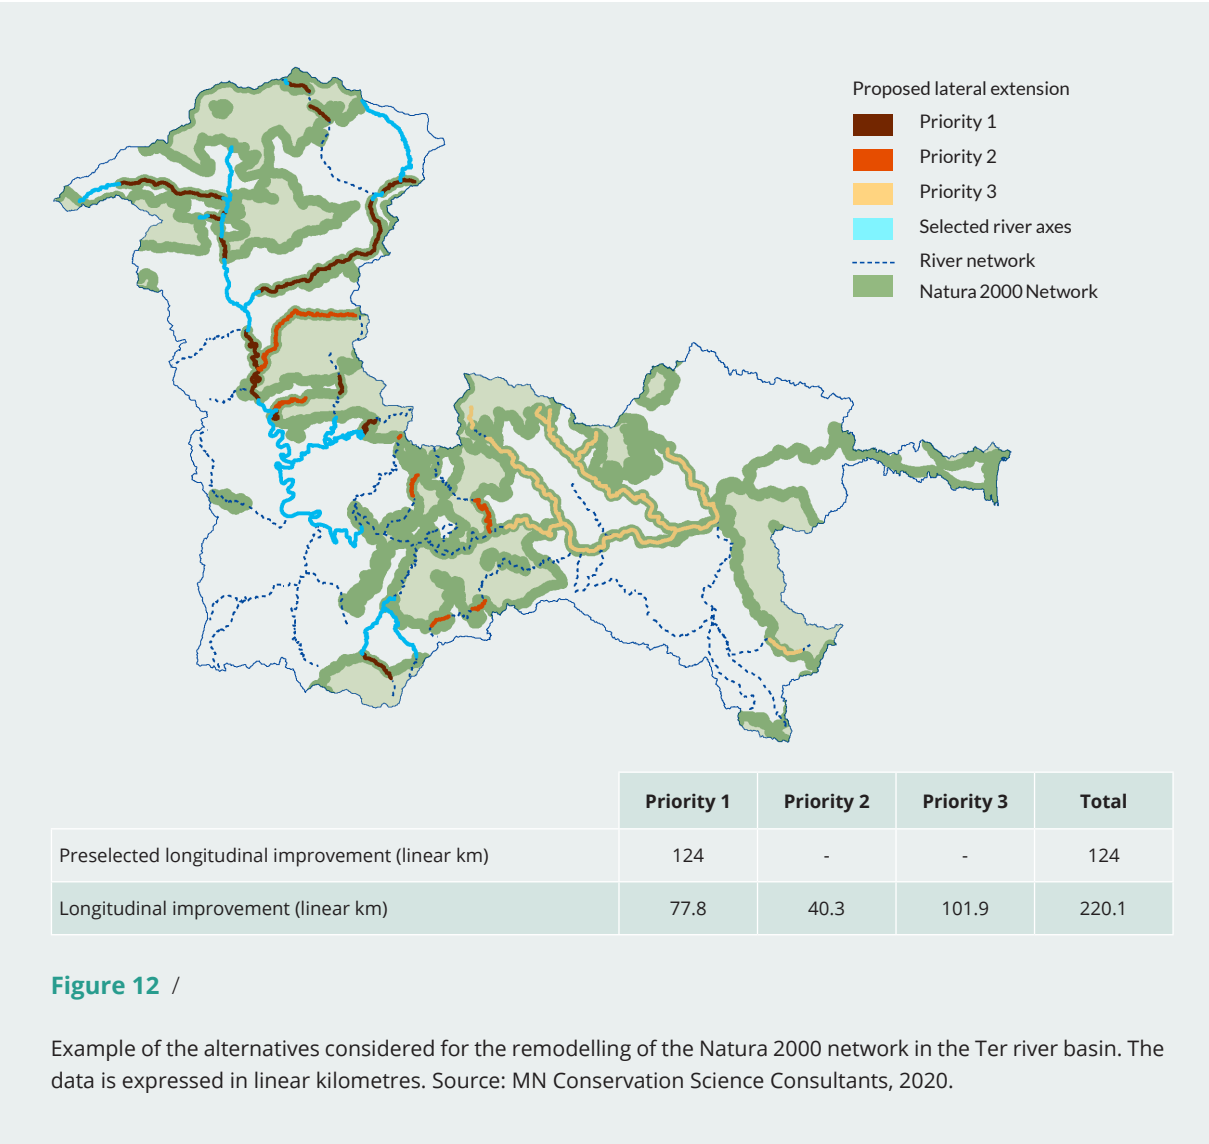 Proposed lateral extension
Priority 1
Priority 2
Priority 3
Selected river axes
River network
Natura 2000 Network
Priority 1 Priority 2 Priority 3 Total
Preselected longitudinal improvement (linear km) 124 - - 124
Longitudinal improvement (linear km) 77.8 40.3 101.9 220.1
Figure 12 /
Example of the alternatives considered for the remodelling of the Natura 2000 network in the Ter river basin. The
data is expressed in linear kilometres. Source: MN Conservation Science Consultants, 2020.